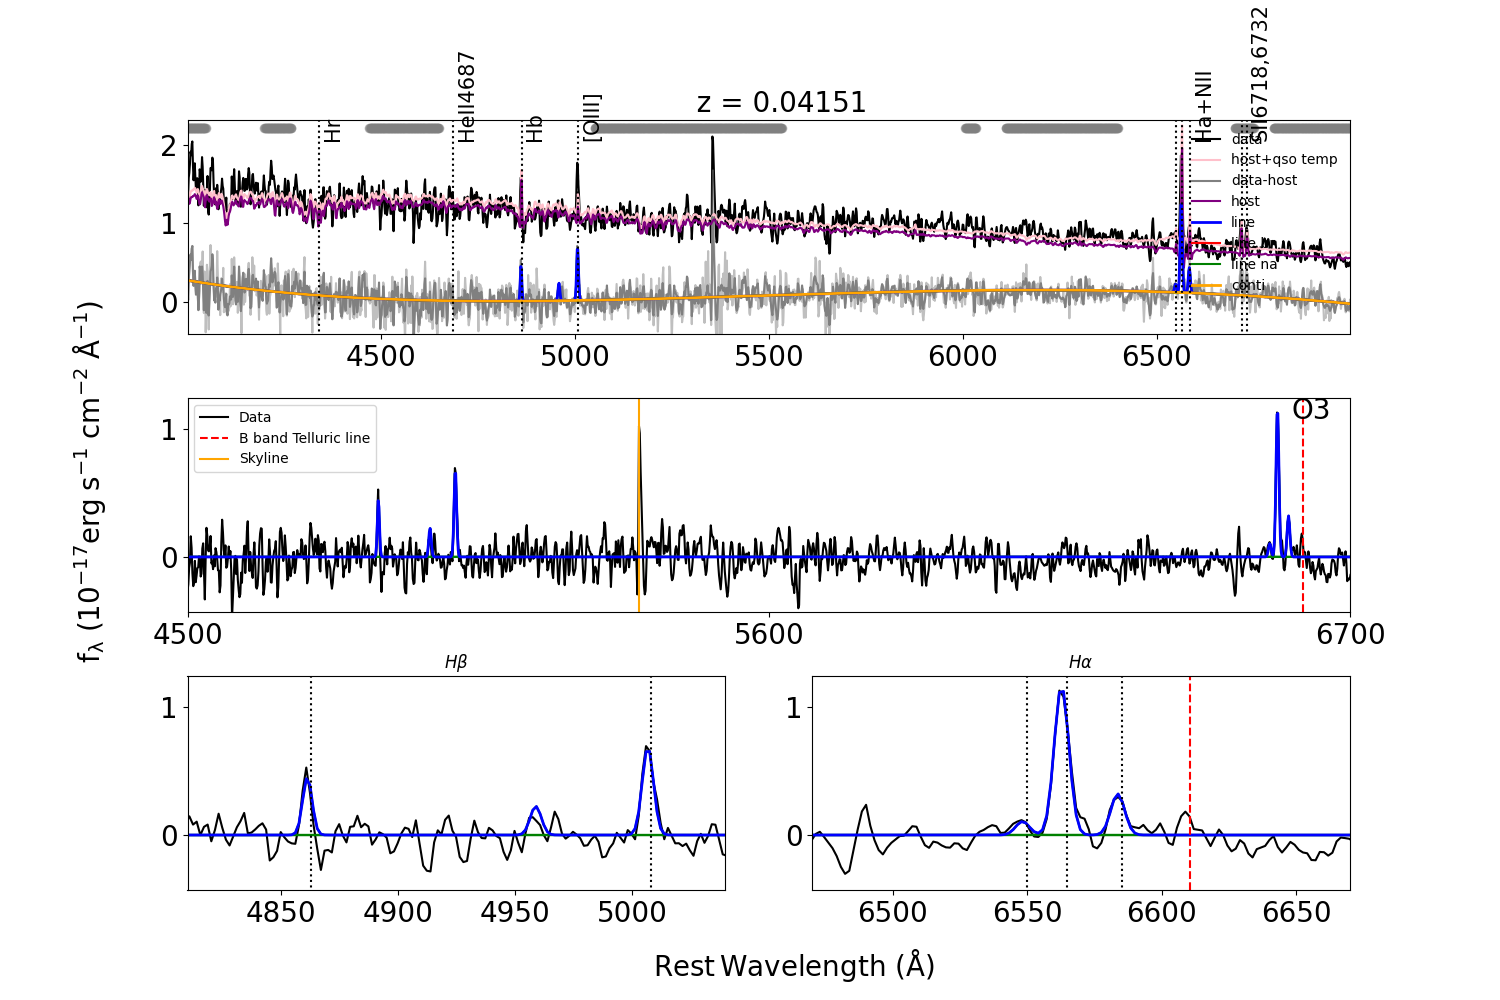 z = 0.04151
Hr
HeII4687
Hb
[OIII]
Ha+NII
SII6718,6732
data
host+qso temp
data-host
host
line
line na
conti
2
1
0
4500 5000 5500 6000 6500
f_λ (10^−17 erg s^−1 cm^−2 Å^−1)
Data
B band Telluric line
Skyline
O3
1
0
4500 5600 6700
Hβ
1
0
4850 4900 4950 5000
Hα
1
0
6500 6550 6600 6650
Rest Wavelength (Å)